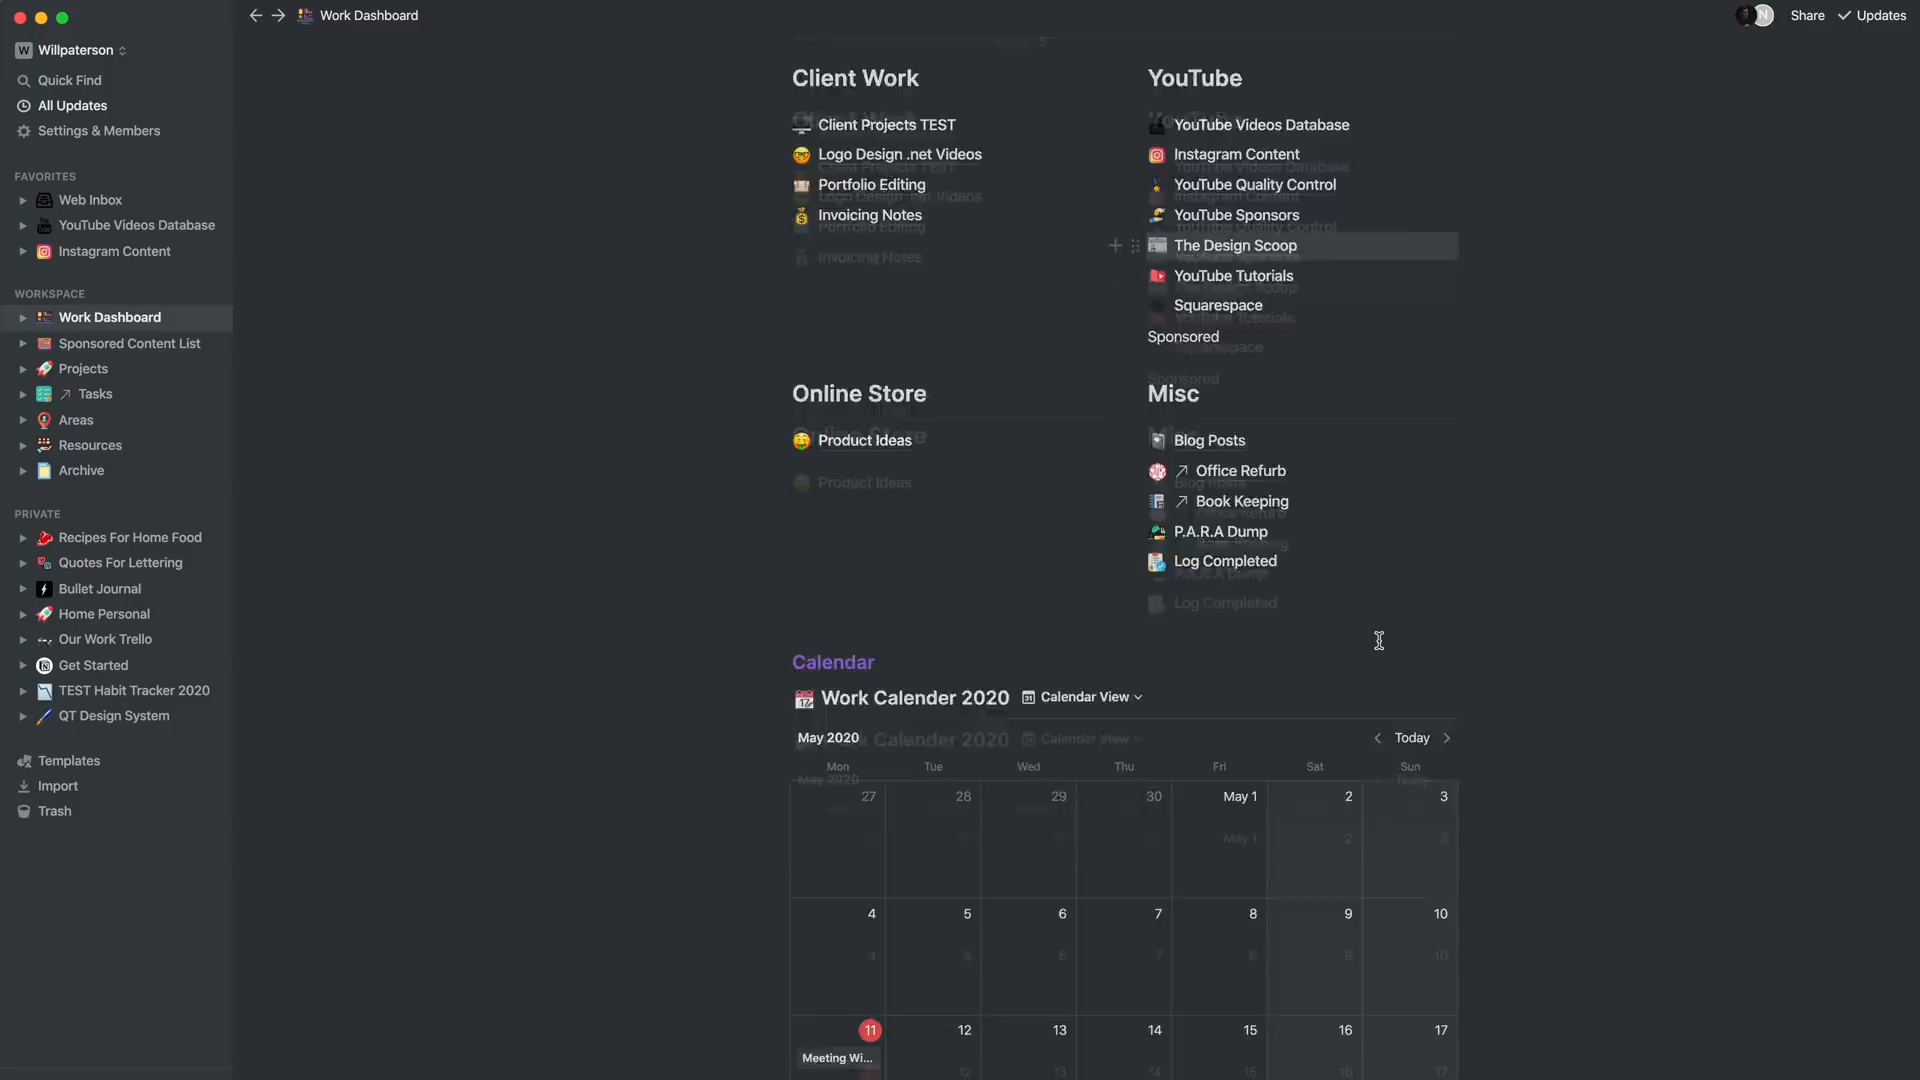 Work Dashboard
Share
Updates
W Willpaterson
Quick Find
All Updates
Settings & Members
FAVORITES
Web Inbox
YouTube Videos Database
Instagram Content
WORKSPACE
Work Dashboard
Sponsored Content List
Projects
Tasks
Areas
Resources
Archive
PRIVATE
Recipes For Home Food
Quotes For Lettering
Bullet Journal
Home Personal
Our Work Trello
Get Started
TEST Habit Tracker 2020
QT Design System
Templates
Import
Trash
Client Work
Client Projects TEST
Logo Design .net Videos
Portfolio Editing
Invoicing Notes
YouTube
YouTube Videos Database
Instagram Content
YouTube Quality Control
YouTube Sponsors
The Design Scoop
YouTube Tutorials
Squarespace
Sponsored
Online Store
Product Ideas
Misc
Blog Posts
Office Refurb
Book Keeping
P.A.R.A Dump
Log Completed
Calendar
Work Calender 2020 Calendar View
May 2020 Today
Mon Tue Wed Thu Fri Sat Sun
27 28 29 30 May 1 2 3
4 5 6 7 8 9 10
11 12 13 14 15 16 17
Meeting Wi...